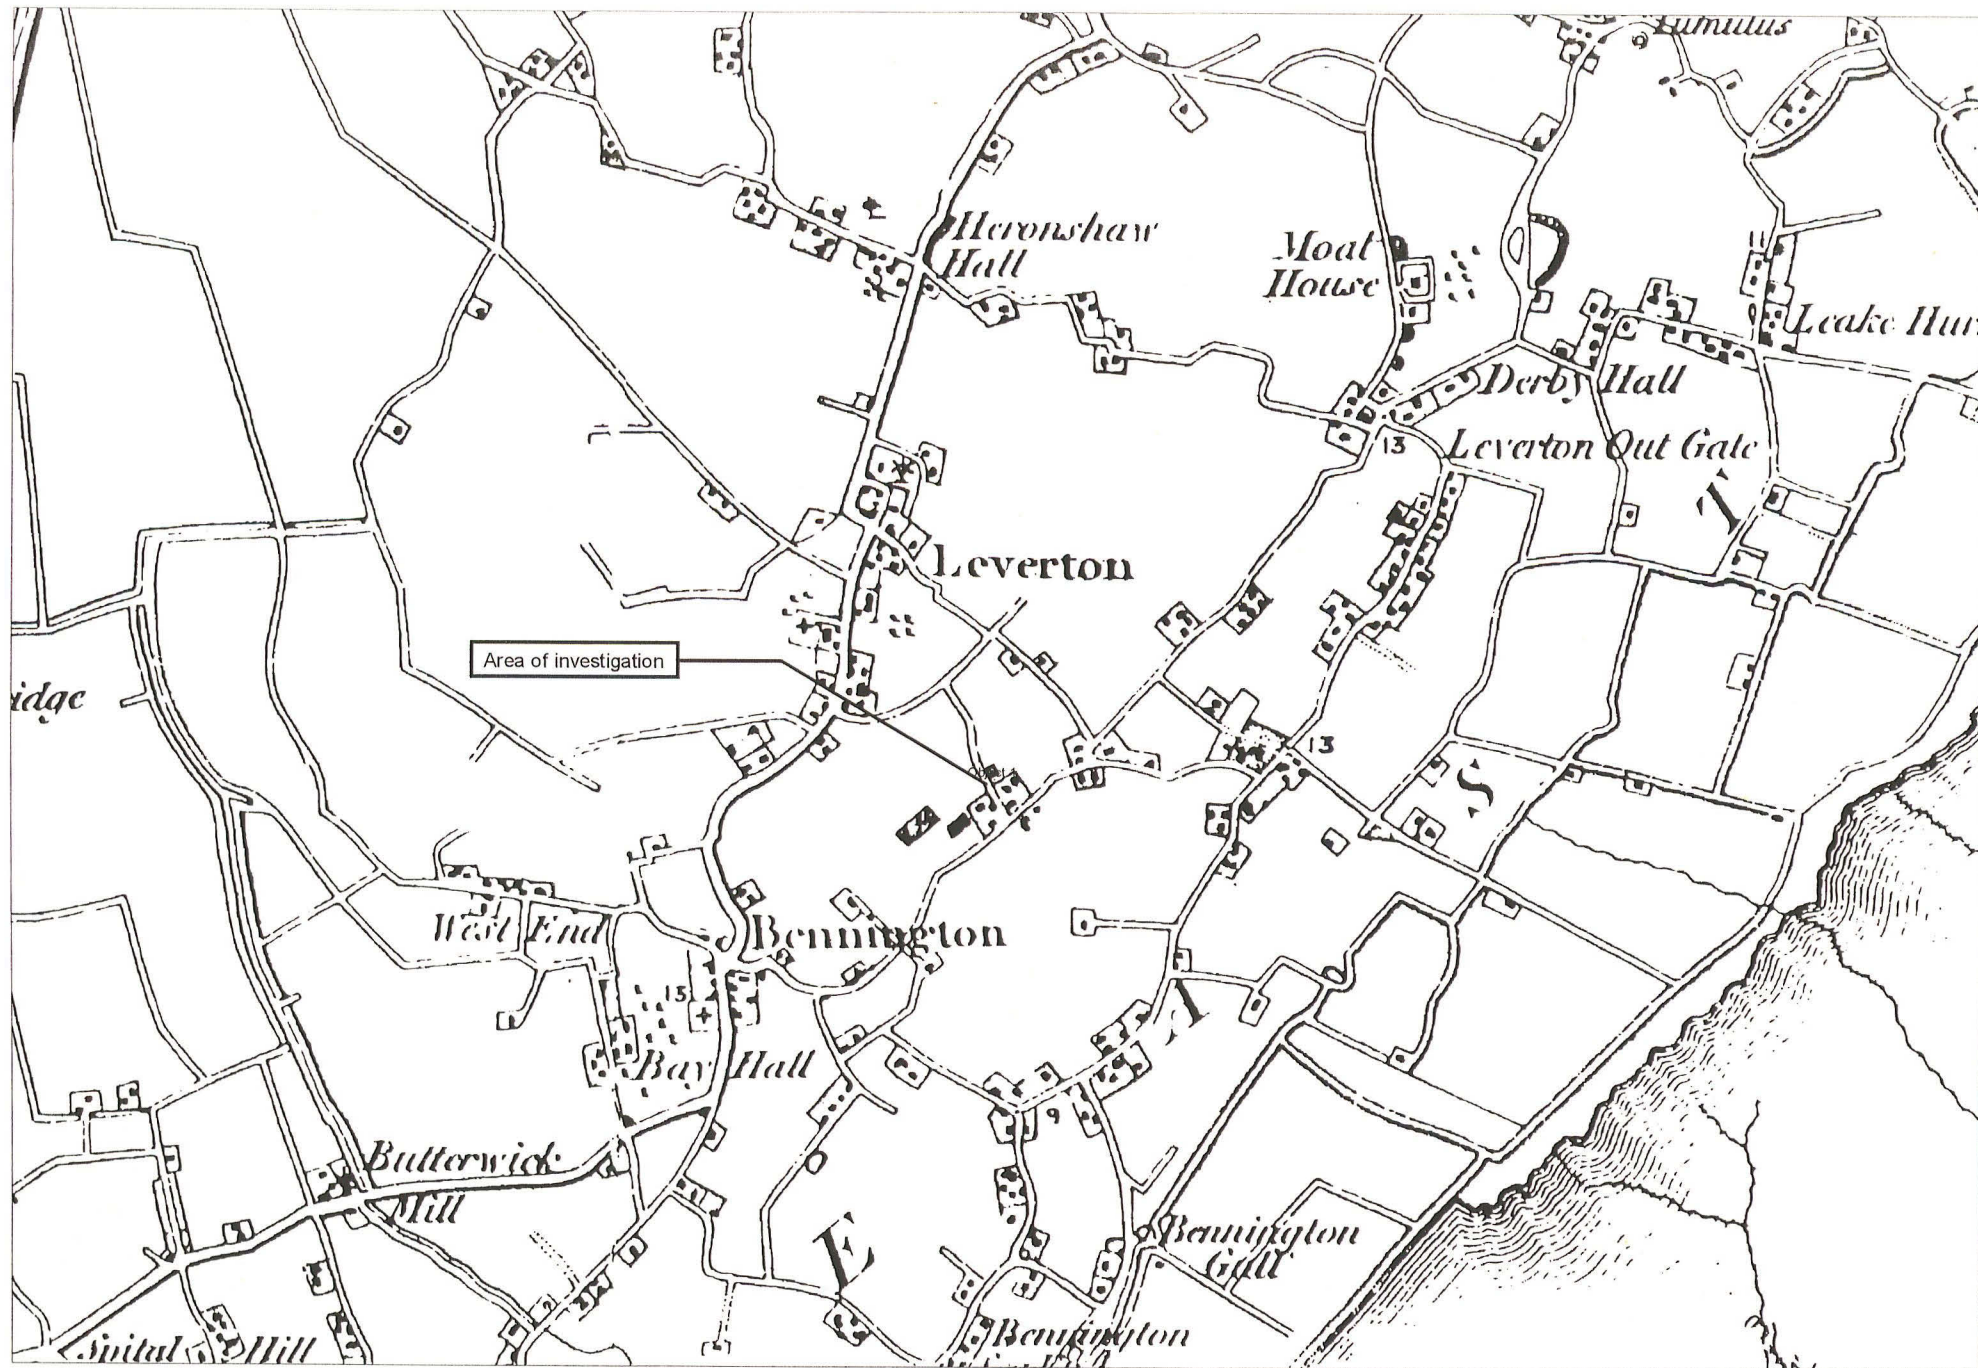 Tumulus
Heronshaw
Hall
Moat
House
Leake Hur
Derby Hall
13
Leverton Out Gate
T
Leverton
Area of investigation
idge
13
S
West End
Bennington
A
13
Bay Hall
9
Butterwick
Mill
E
Bennington
Gall
Spital Hill
Bennington